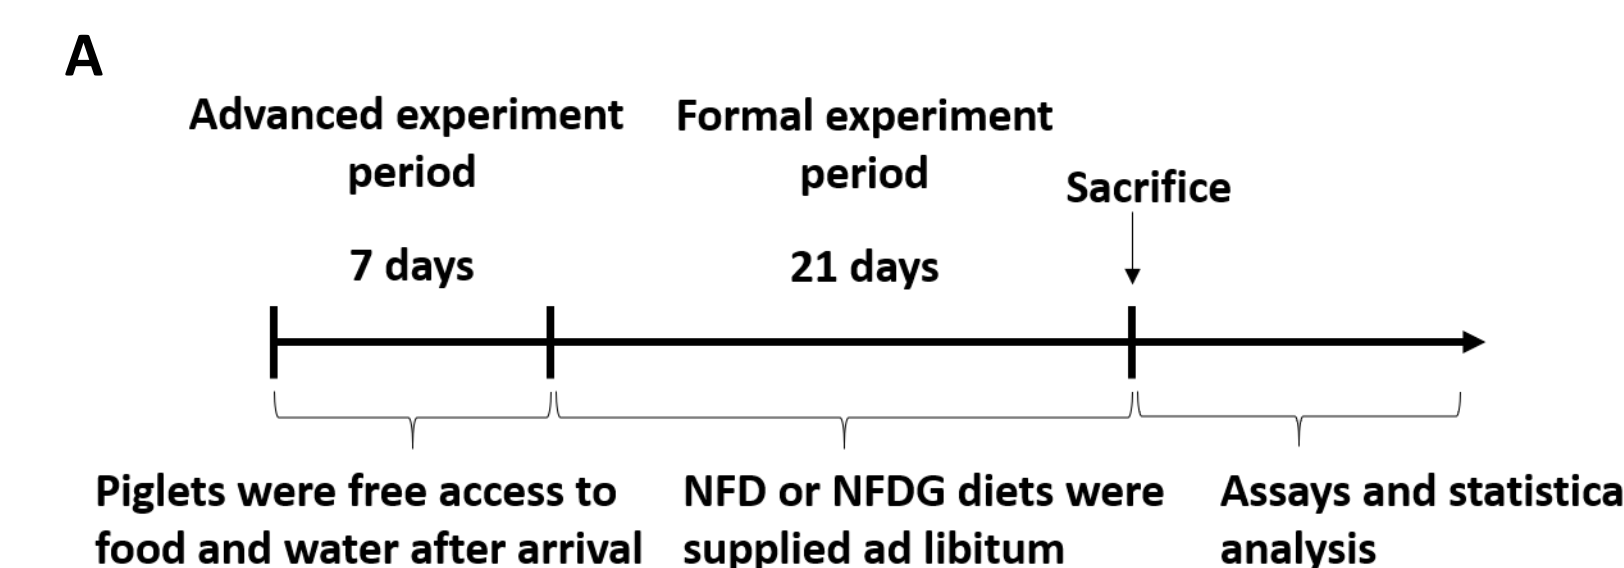 A
Advanced experiment
period
7 days
Formal experiment
period
21 days
Sacrifice
Piglets were free access to
food and water after arrival
NFD or NFDG diets were
supplied ad libitum
Assays and statistica
analysis